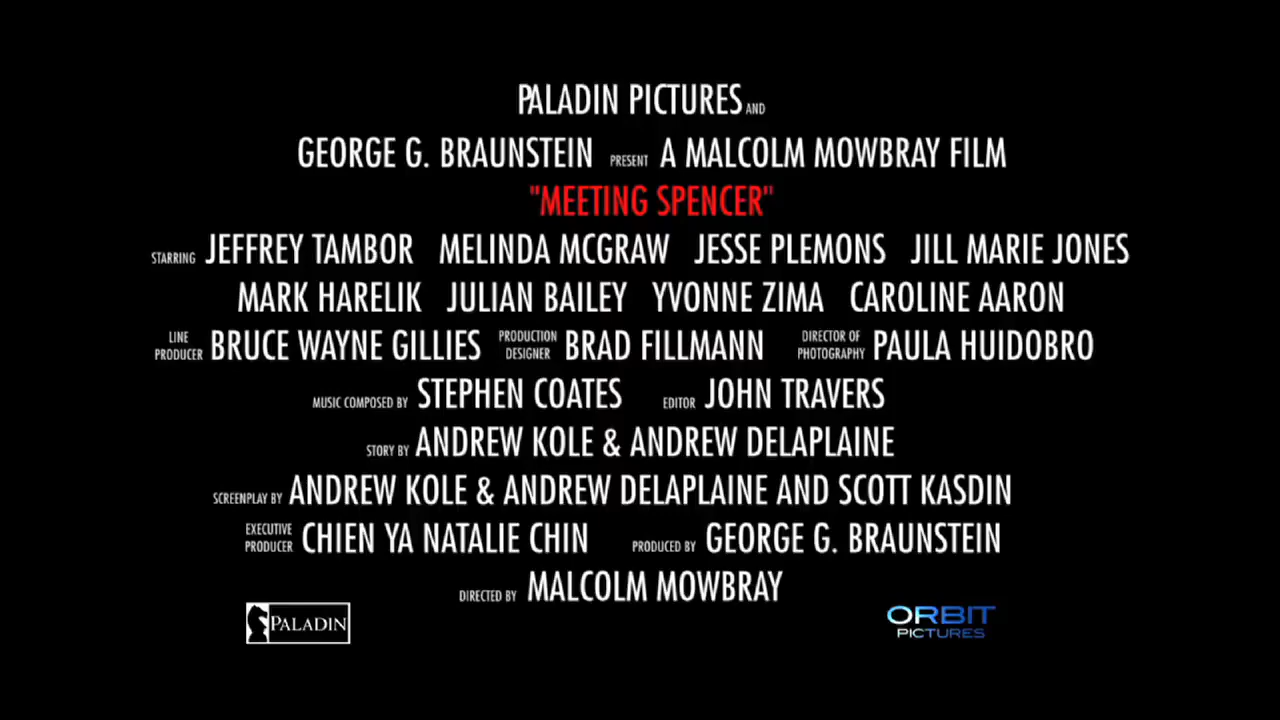 PALADIN PICTURES AND
GEORGE G. BRAUNSTEIN PRESENT A MALCOLM MOWBRAY FILM
"MEETING SPENCER"
STARRING JEFFREY TAMBOR MELINDA MCGRAW JESSE PLEMONS JILL MARIE JONES
MARK HARELIK JULIAN BAILEY YVONNE ZIMA CAROLINE AARON
LINE PRODUCER BRUCE WAYNE GILLIES PRODUCTION DESIGNER BRAD FILLMANN DIRECTOR OF PHOTOGRAPHY PAULA HUIDOBRO
MUSIC COMPOSED BY STEPHEN COATES EDITOR JOHN TRAVERS
STORY BY ANDREW KOLE & ANDREW DELAPLAINE
SCREENPLAY BY ANDREW KOLE & ANDREW DELAPLAINE AND SCOTT KASDIN
EXECUTIVE PRODUCER CHIEN YA NATALIE CHIN PRODUCED BY GEORGE G. BRAUNSTEIN
DIRECTED BY MALCOLM MOWBRAY
PALADIN
ORBIT
PICTURES